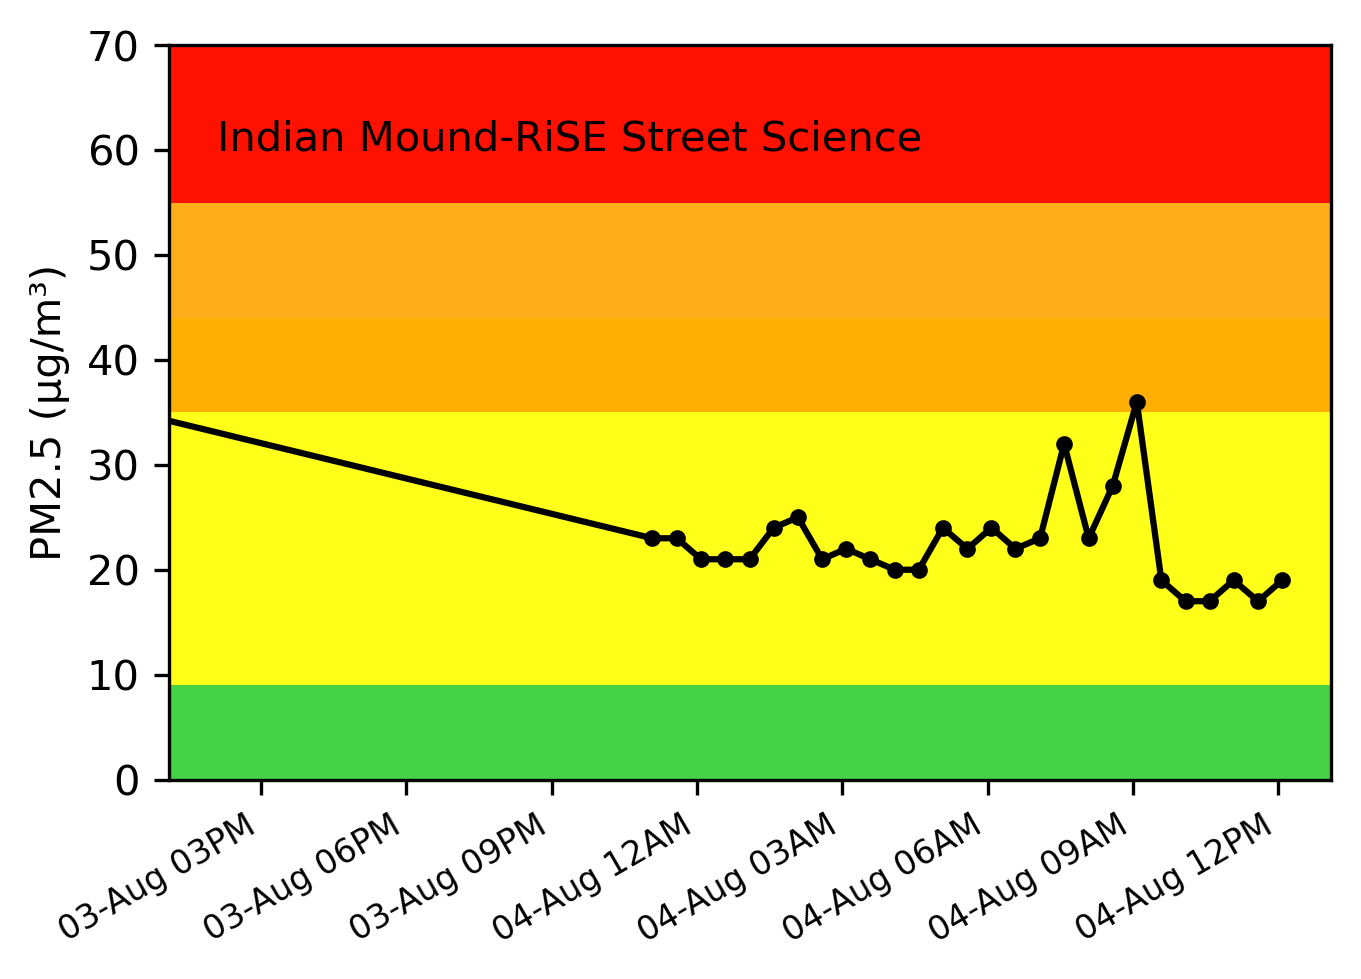 70
Indian Mound-RiSE Street Science
60
50
40
30
20
10
0
PM2.5 (µg/m³)
03-Aug 03PM
03-Aug 06PM
03-Aug 09PM
04-Aug 12AM
04-Aug 03AM
04-Aug 06AM
04-Aug 09AM
04-Aug 12PM